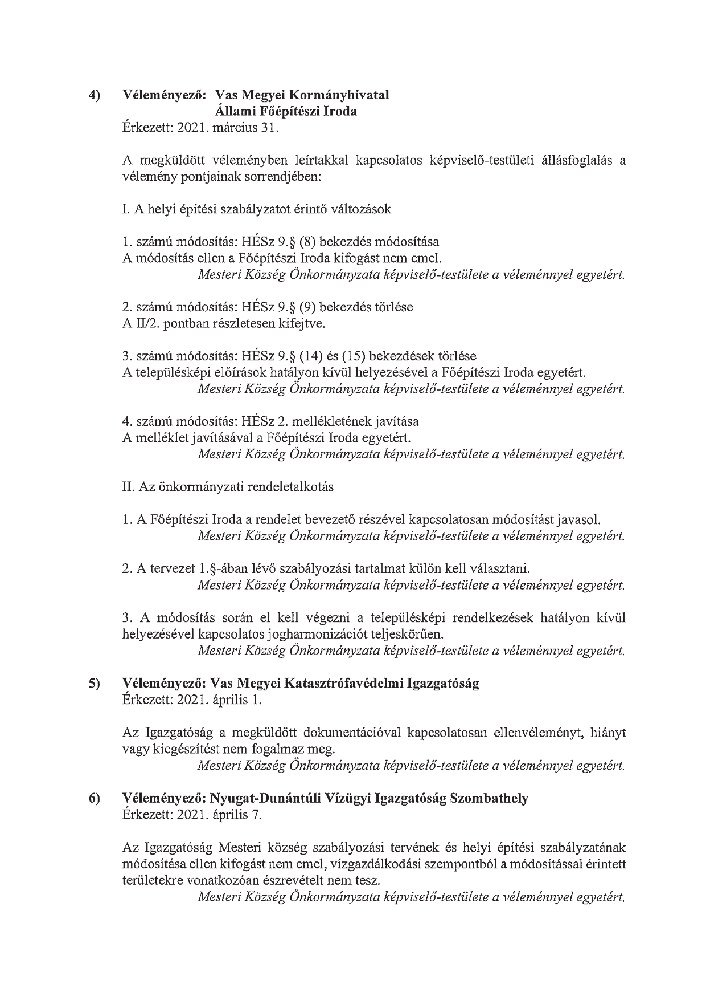 4) Véleményező: Vas Megyei Kormányhivatal
Állami Főépítészi Iroda
Érkezett: 2021. március 31.
A megküldött véleményben leírtakkal kapcsolatos képviselő-testületi állásfoglalás a
vélemény pontjainak sorrendjében:
I. A helyi építési szabályzatot érintő változások
1. számú módosítás: HÉSz 9.§ (8) bekezdés módosítása
A módosítás ellen a Főépítészi Iroda kifogást nem emel.
Mesteri Község Önkormányzata képviselő-testülete a véleménnyel egyetért.
2. számú módosítás: HÉSz 9.§ (9) bekezdés törlése
A II/2. pontban részletesen kifejtve.
3. számú módosítás: HÉSz 9.§ (14) és (15) bekezdések törlése
A településképi előírások hatályon kívül helyezésével a Főépítészi Iroda egyetért.
Mesteri Község Önkormányzata képviselő-testülete a véleménnyel egyetért.
4. számú módosítás: HÉSz 2. mellékletének javítása
A melléklet javításával a Főépítészi Iroda egyetért.
Mesteri Község Önkormányzata képviselő-testülete a véleménnyel egyetért.
II. Az önkormányzati rendeletalkotás
1. A Főépítészi Iroda a rendelet bevezető részével kapcsolatosan módosítást javasol.
Mesteri Község Önkormányzata képviselő-testülete a véleménnyel egyetért.
2. A tervezet 1.§-ában lévő szabályozási tartalmat külön kell választani.
Mesteri Község Önkormányzata képviselő-testülete a véleménnyel egyetért.
3. A módosítás során el kell végezni a településképi rendelkezések hatályon kívül
helyezésével kapcsolatos jogharmonizációt teljeskörűen.
Mesteri Község Önkormányzata képviselő-testülete a véleménnyel egyetért.
5) Véleményező: Vas Megyei Katasztrófavédelmi Igazgatóság
Érkezett: 2021. április 1.
Az Igazgatóság a megküldött dokumentációval kapcsolatosan ellenvéleményt, hiányt
vagy kiegészítést nem fogalmaz meg.
Mesteri Község Önkormányzata képviselő-testülete a véleménnyel egyetért.
6) Véleményező: Nyugat-Dunántúli Vízügyi Igazgatóság Szombathely
Érkezett: 2021. április 7.
Az Igazgatóság Mesteri község szabályozási tervének és helyi építési szabályzatának
módosítása ellen kifogást nem emel, vízgazdálkodási szempontból a módosítással érintett
területekre vonatkozóan észrevételt nem tesz.
Mesteri Község Önkormányzata képviselő-testülete a véleménnyel egyetért.